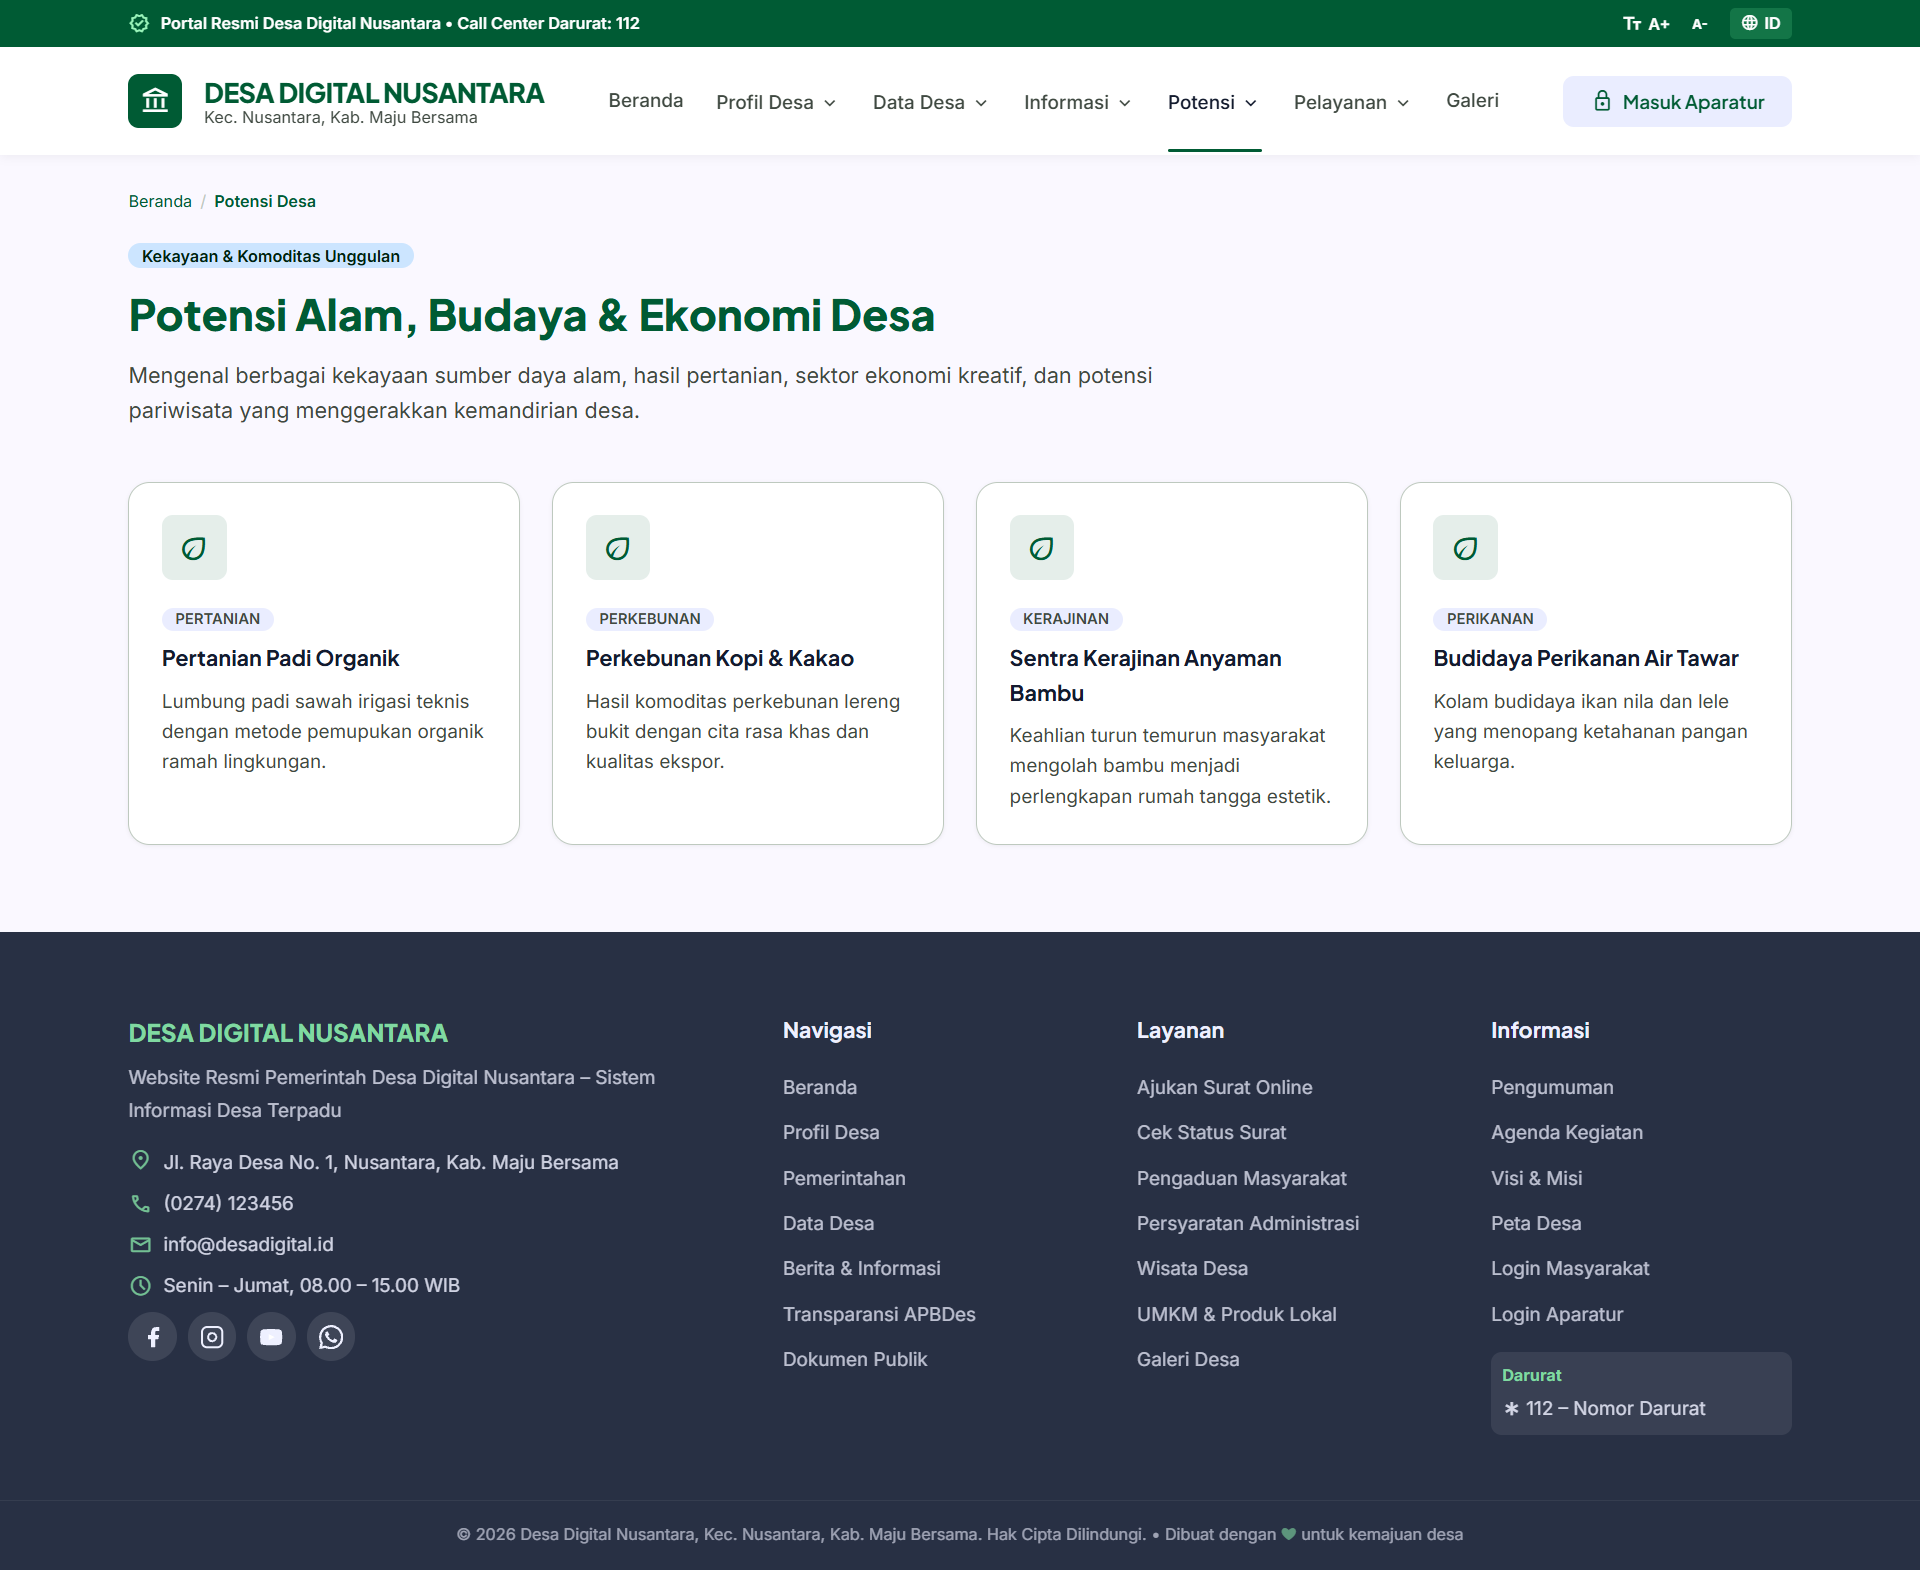 Portal Resmi Desa Digital Nusantara • Call Center Darurat: 112
Tт A+ A- ID
DESA DIGITAL NUSANTARA
Kec. Nusantara, Kab. Maju Bersama
Beranda Profil Desa Data Desa Informasi Potensi Pelayanan Galeri
Masuk Aparatur
Beranda / Potensi Desa
Kekayaan & Komoditas Unggulan
Potensi Alam, Budaya & Ekonomi Desa
Mengenal berbagai kekayaan sumber daya alam, hasil pertanian, sektor ekonomi kreatif, dan potensi
pariwisata yang menggerakkan kemandirian desa.
PERTANIAN
Pertanian Padi Organik
Lumbung padi sawah irigasi teknis
dengan metode pemupukan organik
ramah lingkungan.
PERKEBUNAN
Perkebunan Kopi & Kakao
Hasil komoditas perkebunan lereng
bukit dengan cita rasa khas dan
kualitas ekspor.
KERAJINAN
Sentra Kerajinan Anyaman
Bambu
Keahlian turun temurun masyarakat
mengolah bambu menjadi
perlengkapan rumah tangga estetik.
PERIKANAN
Budidaya Perikanan Air Tawar
Kolam budidaya ikan nila dan lele
yang menopang ketahanan pangan
keluarga.
DESA DIGITAL NUSANTARA
Website Resmi Pemerintah Desa Digital Nusantara – Sistem
Informasi Desa Terpadu
Jl. Raya Desa No. 1, Nusantara, Kab. Maju Bersama
(0274) 123456
info@desadigital.id
Senin – Jumat, 08.00 – 15.00 WIB
Navigasi
Beranda
Profil Desa
Pemerintahan
Data Desa
Berita & Informasi
Transparansi APBDes
Dokumen Publik
Layanan
Ajukan Surat Online
Cek Status Surat
Pengaduan Masyarakat
Persyaratan Administrasi
Wisata Desa
UMKM & Produk Lokal
Galeri Desa
Informasi
Pengumuman
Agenda Kegiatan
Visi & Misi
Peta Desa
Login Masyarakat
Login Aparatur
Darurat
112 – Nomor Darurat
© 2026 Desa Digital Nusantara, Kec. Nusantara, Kab. Maju Bersama. Hak Cipta Dilindungi. • Dibuat dengan ♥ untuk kemajuan desa